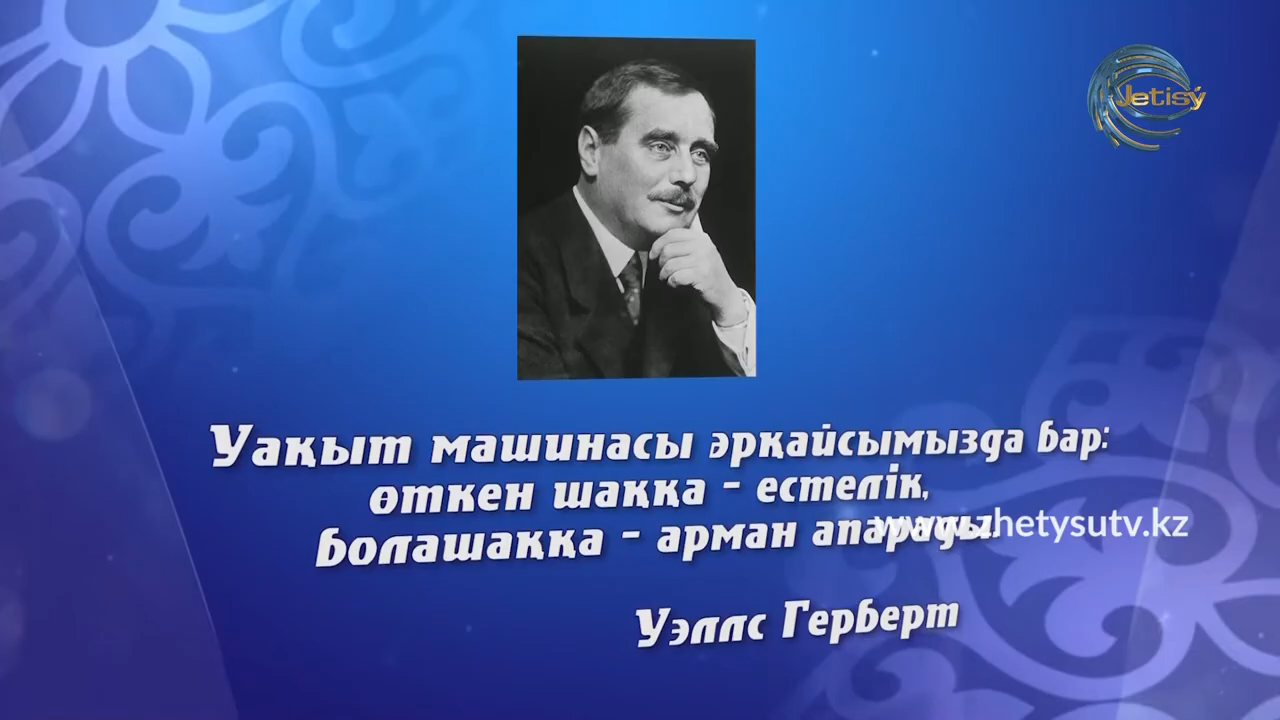 Jetisý
Уақыт машинасы әрқайсымызда бар:
өткен шаққа - естелік,
болашаққа - арман апарады.
www.zhetysutv.kz
Уэллс Герберт